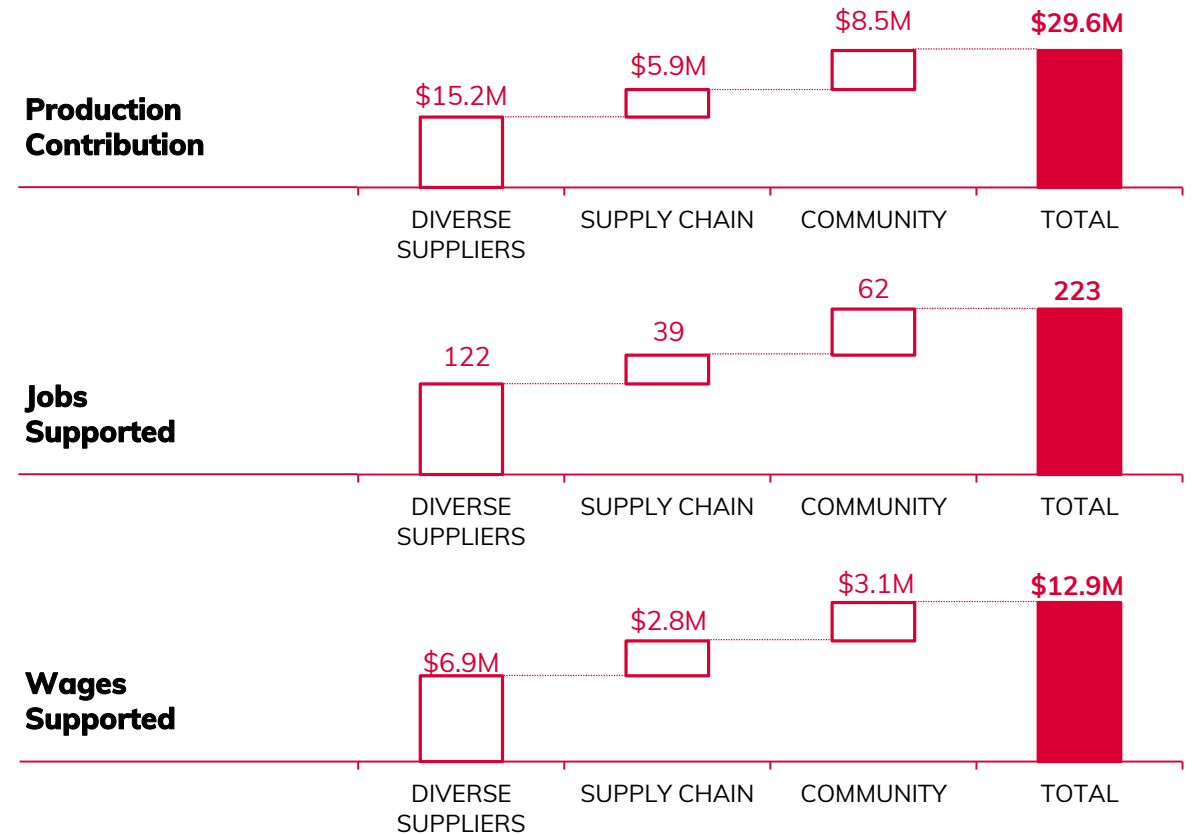 $8.5M
$29.6M
$5.9M
$15.2M
Production
Contribution
DIVERSE
SUPPLIERS
SUPPLY CHAIN
COMMUNITY
TOTAL
62
223
39
122
Jobs
Supported
DIVERSE
SUPPLIERS
SUPPLY CHAIN
COMMUNITY
TOTAL
$3.1M
$12.9M
$2.8M
$6.9M
Wages
Supported
DIVERSE
SUPPLIERS
SUPPLY CHAIN
COMMUNITY
TOTAL